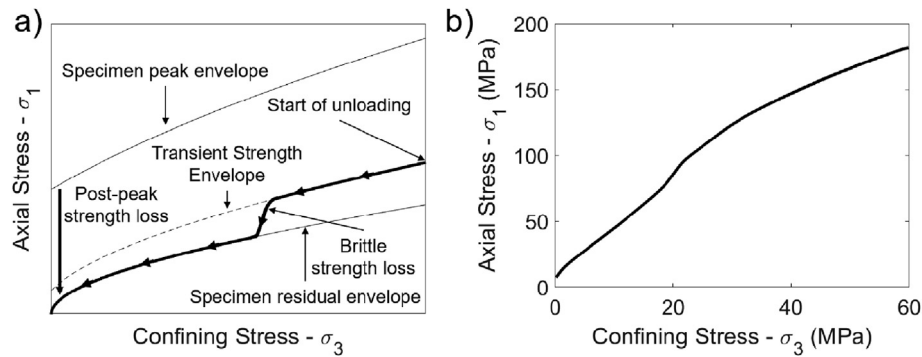 a)
Axial Stress - σ1
Specimen peak envelope
Start of unloading
Transient Strength
Envelope
Post-peak
strength loss
Brittle
strength loss
Specimen residual envelope
Confining Stress - σ3
b)
Axial Stress - σ1 (MPa)
200
150
100
50
0
0 20 40 60
Confining Stress - σ3 (MPa)